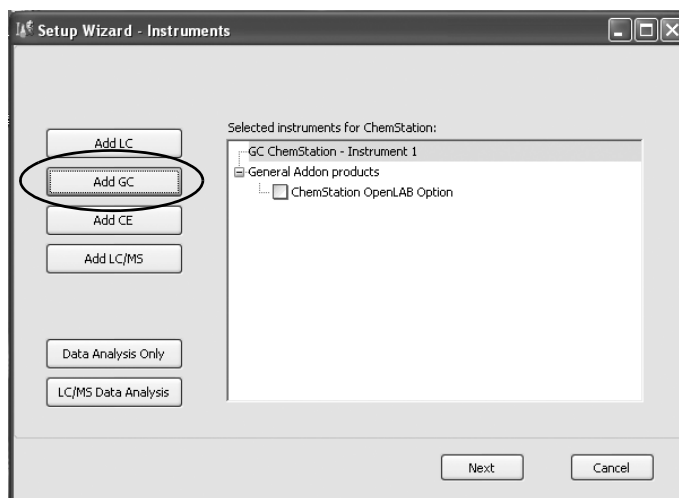 Setup Wizard - Instruments
Selected instruments for ChemStation:
Add LC
GC ChemStation - Instrument 1
Add GC
General Addon products
ChemStation OpenLAB Option
Add CE
Add LC/MS
Data Analysis Only
LC/MS Data Analysis
Next
Cancel